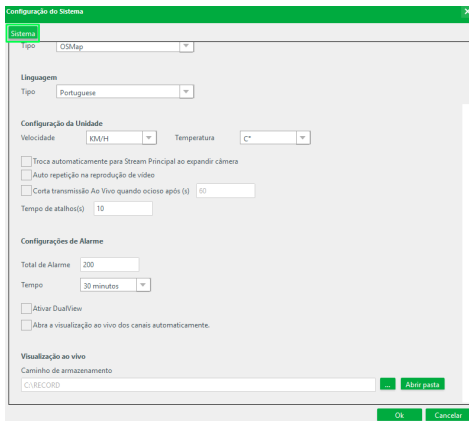 Configuração do Sistema
Sistema
Tipo OSMap
Linguagem
Tipo Portuguese
Configuração da Unidade
Velocidade KM/H Temperatura C°
Troca automaticamente para Stream Principal ao expandir câmera
Auto repetição na reprodução de vídeo
Corta transmissão Ao Vivo quando ocioso após (s) 60
Tempo de atalhos(s) 10
Configurações de Alarme
Total de Alarme 200
Tempo 30 minutos
Ativar DualView
Abra a visualização ao vivo dos canais automaticamente.
Visualização ao vivo
Caminho de armazenamento
C:\RECORD ... Abrir pasta
Ok Cancelar